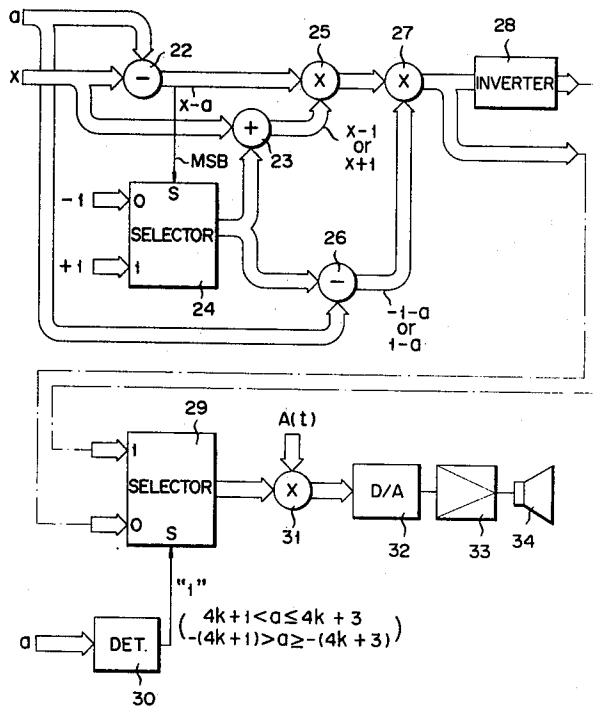 a
22
25
27
28
x
−
X
X
INVERTER
x-a
+
23
x-1
or
x+1
MSB
S
-1
0
SELECTOR
+1
1
24
26
−
-1-a
or
1-a
29
A(t)
1
SELECTOR
X
D/A
0
31
32
33
34
S
"1"
(4k+1<a≤4k+3
-(4k+1)>a≥-(4k+3))
a
DET.
30